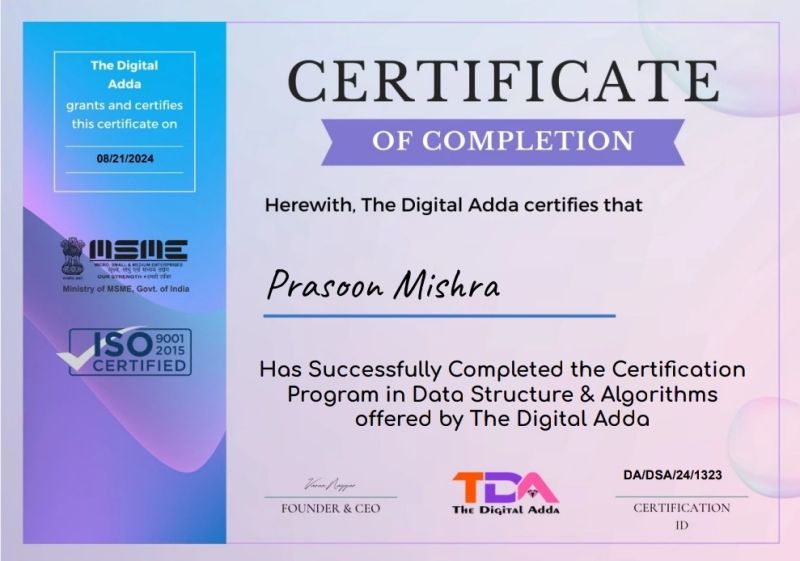 The Digital
Adda
grants and certifies
this certificate on
08/21/2024
MSME
MICRO, SMALL & MEDIUM ENTERPRISES
सूक्ष्म, लघु एवं मध्यम उद्यम
OUR STRENGTH • हमारी शक्ति
Ministry of MSME, Govt. of India
ISO 9001
2015
CERTIFIED
CERTIFICATE
OF COMPLETION
Herewith, The Digital Adda certifies that
Prasoon Mishra
Has Successfully Completed the Certification
Program in Data Structure & Algorithms
offered by The Digital Adda
FOUNDER & CEO
TDA
The Digital Adda
DA/DSA/24/1323
CERTIFICATION
ID